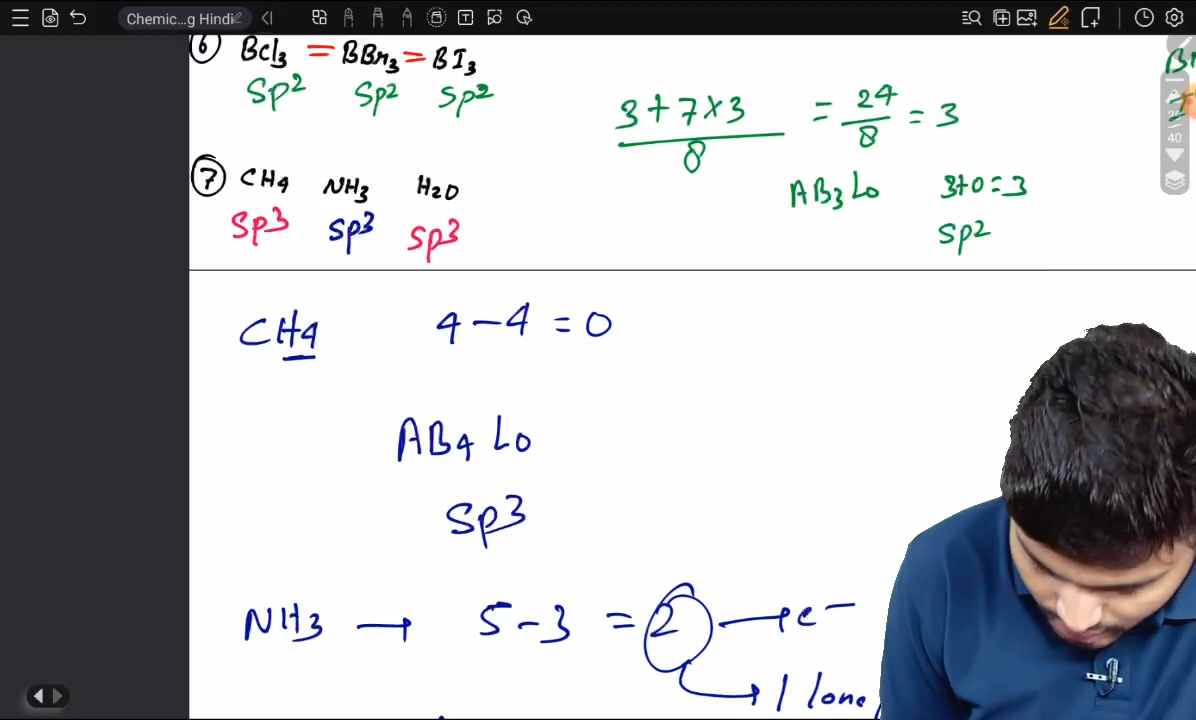 Chemic...g Hindi
⑥ BCl3 = BBr3 = BI3
Sp2 Sp2 Sp2
3+7×3/8 = 24/8 = 3
40
⑦ CH4 NH3 H2O
AB3L0 3+0=3
Sp3 Sp3 Sp3
Sp2
CH4 4-4=0
AB4L0
Sp3
NH3 → 5-3 = 2 → e-
→ 1 lone